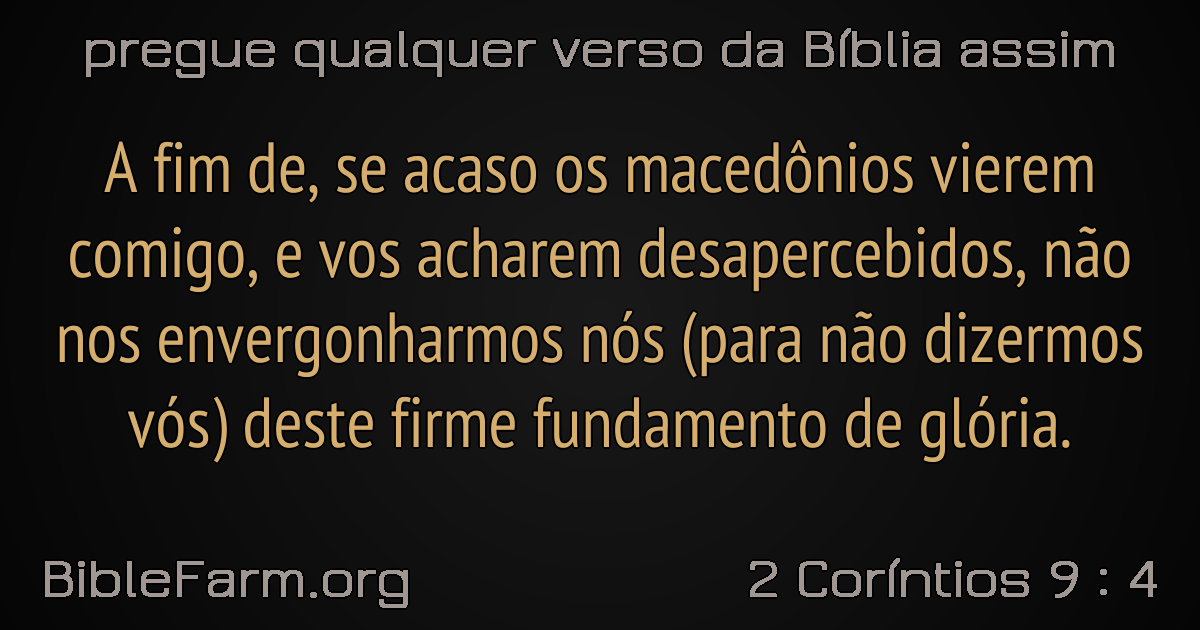 pregue qualquer verso da Bíblia assim
A fim de, se acaso os macedônios vierem
comigo, e vos acharem desapercebidos, não
nos envergonharmos nós (para não dizermos
vós) deste firme fundamento de glória.
BibleFarm.org
2 Coríntios 9 : 4